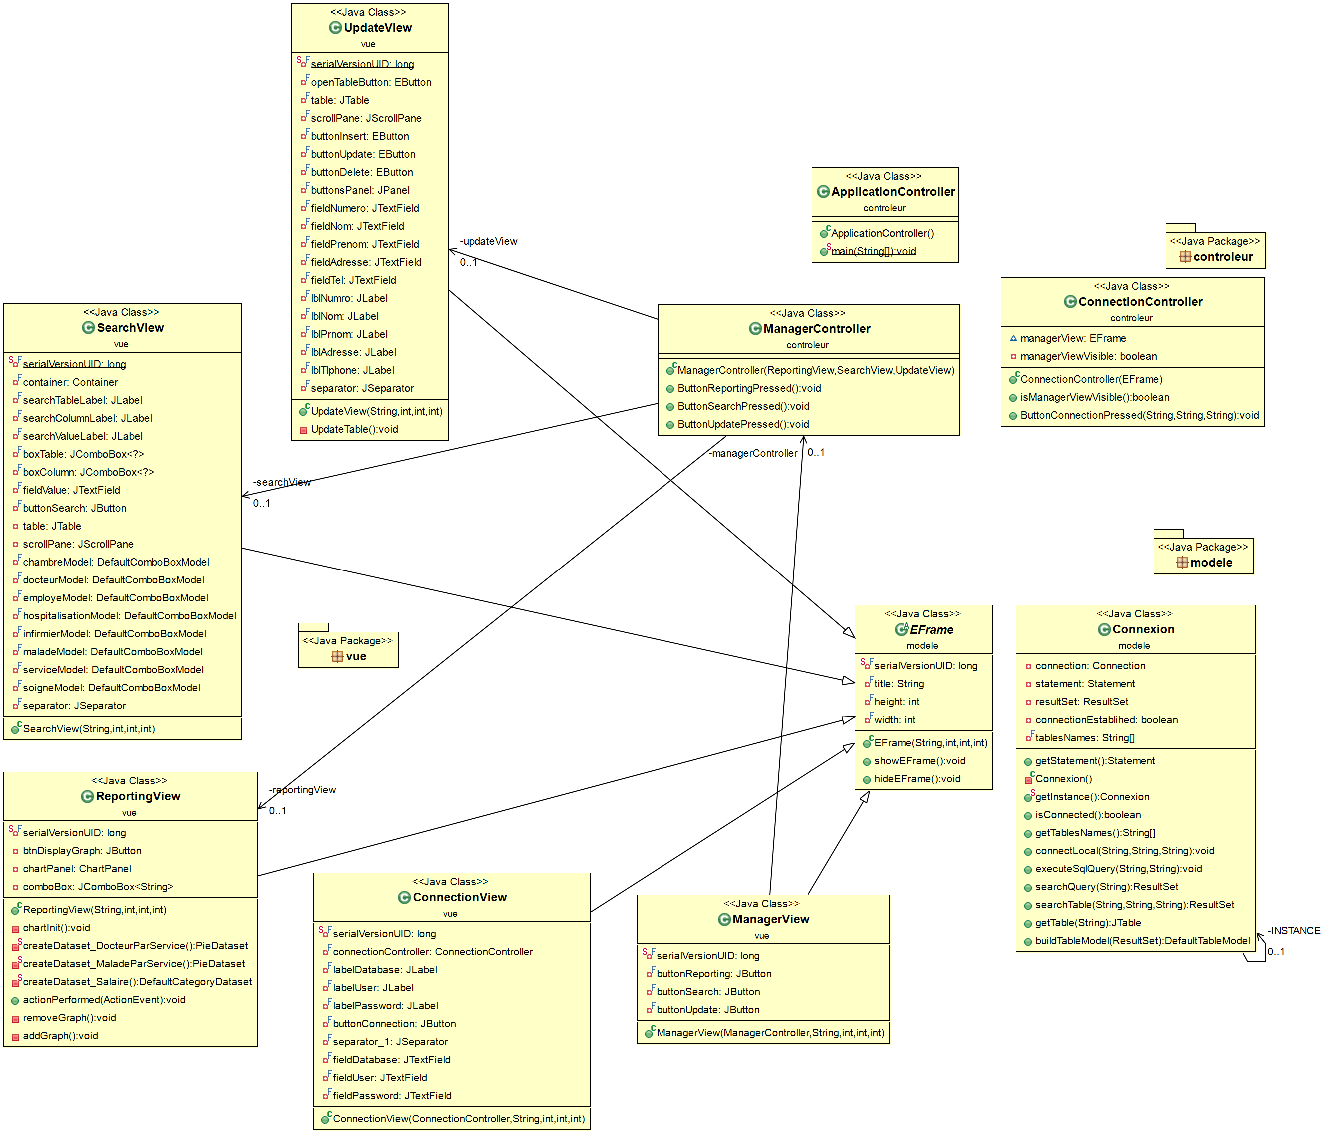 <<Java Class>>
UpdateView
vue
serialVersionUID: long
openTableButton: EButton
table: JTable
scrollPane: JScrollPane
buttonInsert: EButton
buttonUpdate: EButton
buttonDelete: EButton
buttonsPanel: JPanel
fieldNumero: JTextField
fieldNom: JTextField
fieldPrenom: JTextField
fieldAdresse: JTextField
fieldTel: JTextField
lblNumro: JLabel
lblNom: JLabel
lblPrnom: JLabel
lblAdresse: JLabel
lblTlphone: JLabel
separator: JSeparator
UpdateView(String,int,int,int)
UpdateTable():void
<<Java Class>>
ApplicationController
controleur
ApplicationController()
main(String[]):void
<<Java Package>>
controleur
<<Java Class>>
ConnectionController
controleur
managerView: EFrame
managerViewVisible: boolean
ConnectionController(EFrame)
isManagerViewVisible():boolean
ButtonConnectionPressed(String,String,String):void
-updateView
0..1
<<Java Class>>
ManagerController
controleur
ManagerController(ReportingView,SearchView,UpdateView)
ButtonReportingPressed():void
ButtonSearchPressed():void
ButtonUpdatePressed():void
-managerController
0..1
<<Java Class>>
SearchView
vue
serialVersionUID: long
container: Container
searchTableLabel: JLabel
searchColumnLabel: JLabel
searchValueLabel: JLabel
boxTable: JComboBox<?>
boxColumn: JComboBox<?>
fieldValue: JTextField
buttonSearch: JButton
table: JTable
scrollPane: JScrollPane
chambreModel: DefaultComboBoxModel
docteurModel: DefaultComboBoxModel
employeModel: DefaultComboBoxModel
hospitalisationModel: DefaultComboBoxModel
infirmierModel: DefaultComboBoxModel
maladeModel: DefaultComboBoxModel
serviceModel: DefaultComboBoxModel
soigneModel: DefaultComboBoxModel
separator: JSeparator
SearchView(String,int,int,int)
-searchView
0..1
<<Java Package>>
modele
<<Java Package>>
vue
<<Java Class>>
EFrame
modele
serialVersionUID: long
title: String
height: int
width: int
EFrame(String,int,int,int)
showEFrame():void
hideEFrame():void
<<Java Class>>
Connexion
modele
connection: Connection
statement: Statement
resultSet: ResultSet
connectionEstablihed: boolean
tablesNames: String[]
getStatement():Statement
Connexion()
getInstance():Connexion
isConnected():boolean
getTablesNames():String[]
connectLocal(String,String,String):void
executeSqlQuery(String,String):void
searchQuery(String):ResultSet
searchTable(String,String,String):ResultSet
getTable(String):JTable
buildTableModel(ResultSet):DefaultTableModel
-INSTANCE
0..1
<<Java Class>>
ReportingView
vue
serialVersionUID: long
btnDisplayGraph: JButton
chartPanel: ChartPanel
comboBox: JComboBox<String>
ReportingView(String,int,int,int)
chartInit():void
createDataset_DocteurParService():PieDataset
createDataset_MaladeParService():PieDataset
createDataset_Salaire():DefaultCategoryDataset
actionPerformed(ActionEvent):void
removeGraph():void
addGraph():void
-reportingView
0..1
<<Java Class>>
ConnectionView
vue
serialVersionUID: long
connectionController: ConnectionController
labelDatabase: JLabel
labelUser: JLabel
labelPassword: JLabel
buttonConnection: JButton
separator_1: JSeparator
fieldDatabase: JTextField
fieldUser: JTextField
fieldPassword: JTextField
ConnectionView(ConnectionController,String,int,int,int)
<<Java Class>>
ManagerView
vue
serialVersionUID: long
buttonReporting: JButton
buttonSearch: JButton
buttonUpdate: JButton
ManagerView(ManagerController,String,int,int,int)